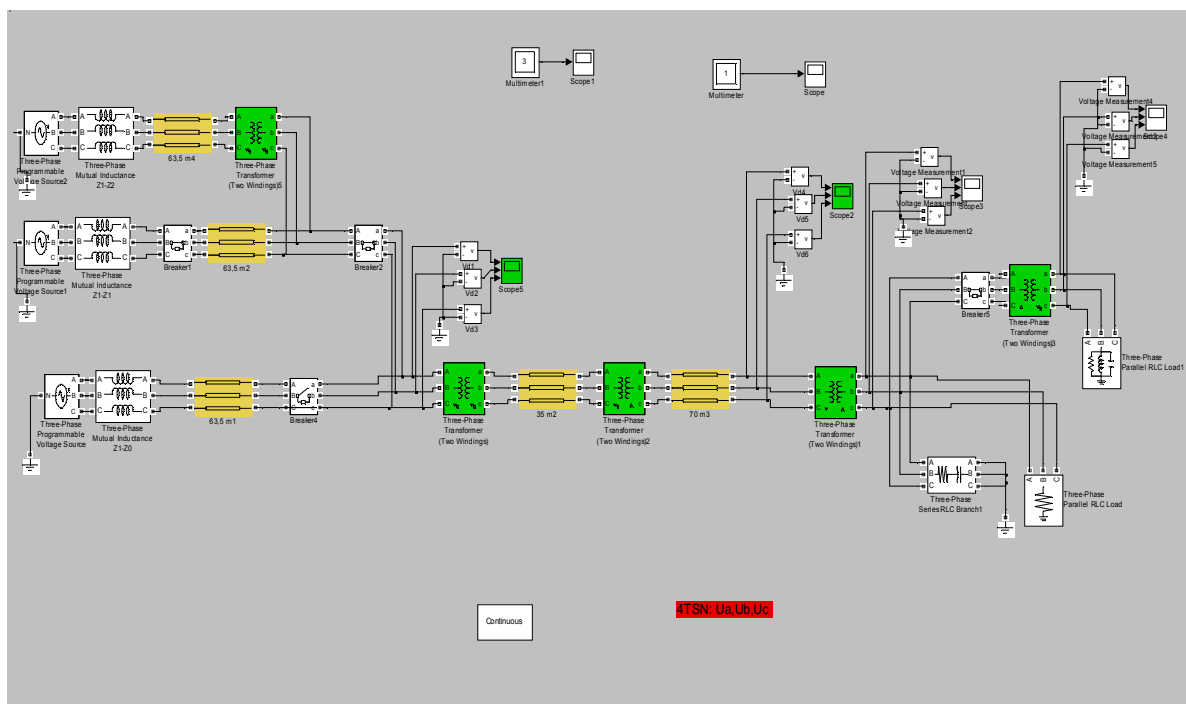 3
Multimeter1
Scope1
1
Multimeter
Scope
Voltage Measurement4
Scope4
Voltage Measurement5
N
A
B
C
Three-Phase
Programmable
Voltage Source2
Three-Phase
Mutual Inductance
Z1-Z2
63,5 m4
Three-Phase
Transformer
(Two Windings)5
Voltage Measurement1
Voltage Measurement
Scope3
Voltage Measurement2
Vd4
Vd5
Vd6
Scope2
Three-Phase
Programmable
Voltage Source1
Three-Phase
Mutual Inductance
Z1-Z1
Breaker1
63,5 m2
Breaker2
Vd1
Vd2
Vd3
Scope5
Breaker5
Three-Phase
Transformer
(Two Windings)3
A B C
Three-Phase
Parallel RLC Load1
Three-Phase
Programmable
Voltage Source
Three-Phase
Mutual Inductance
Z1-Z0
63,5 m1
Breaker4
Three-Phase
Transformer
(Two Windings)
35 m2
Three-Phase
Transformer
(Two Windings)2
70 m3
Three-Phase
Transformer
(Two Windings)1
Three-Phase
Series RLC Branch1
A B C
Three-Phase
Parallel RLC Load
Continuous
4TSN: Ua,Ub,Uc